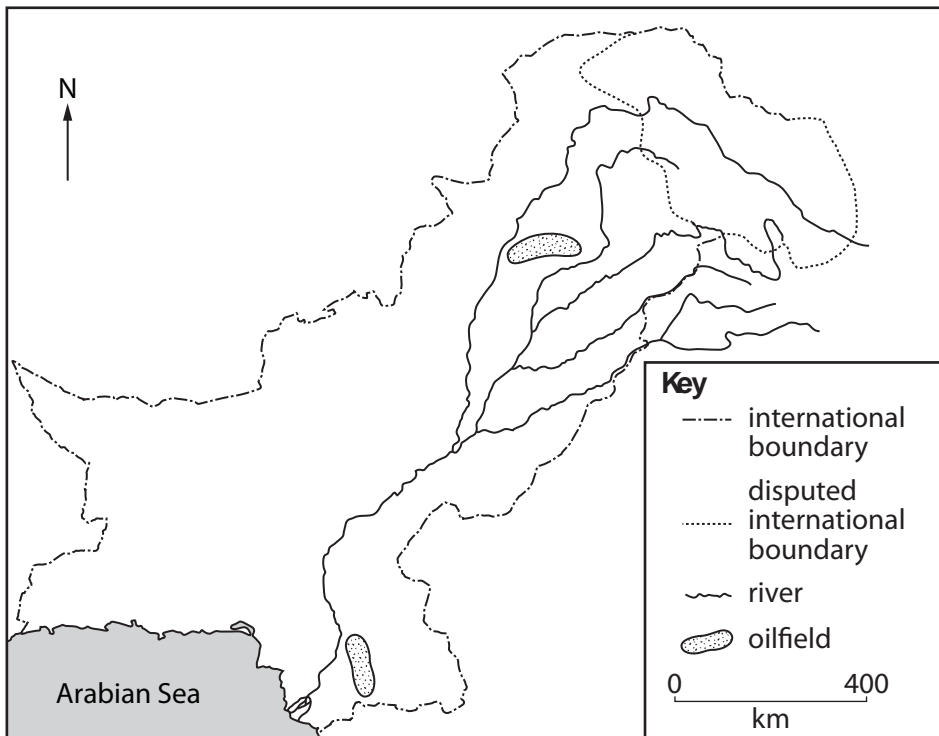 N
Key
international
boundary
disputed
international
boundary
river
oilfield
0 400
km
Arabian Sea